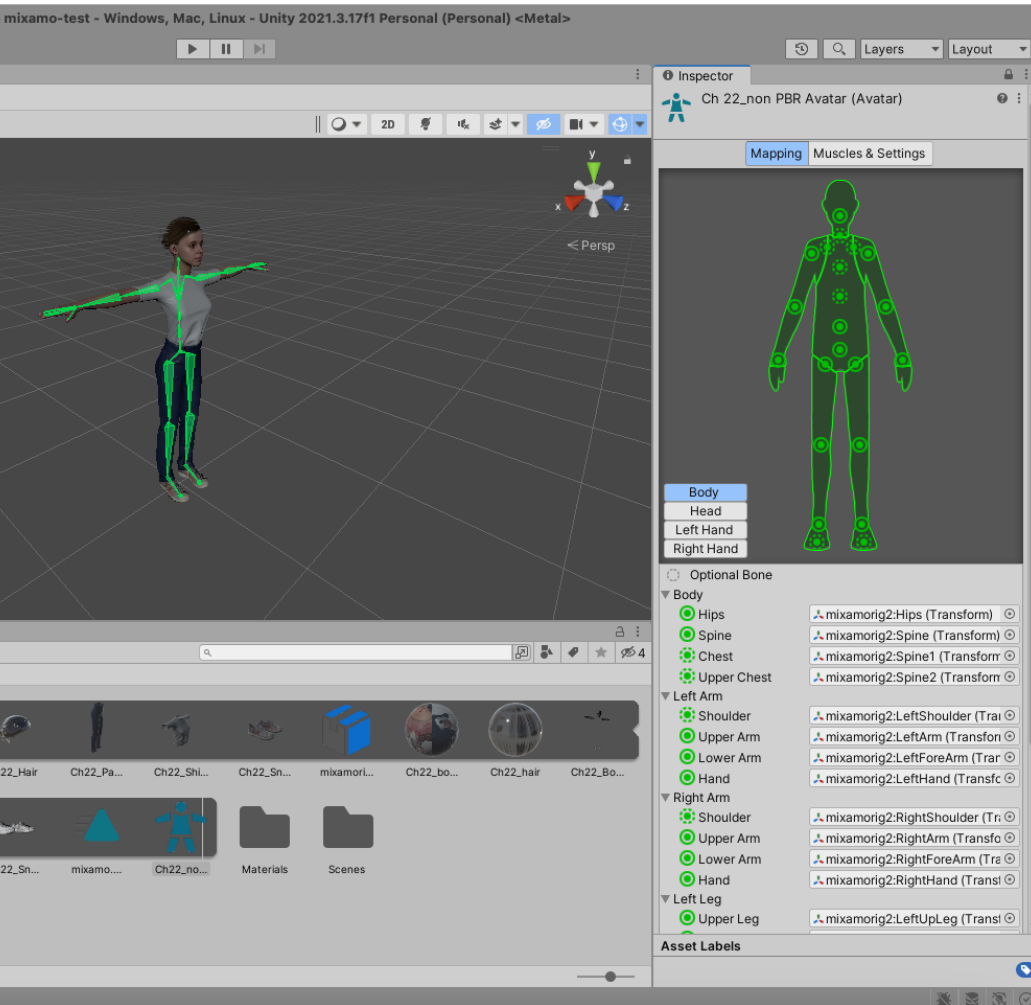 mixamo-test - Windows, Mac, Linux - Unity 2021.3.17f1 Personal (Personal) <Metal>
Layers
Layout
Inspector
Ch 22_non PBR Avatar (Avatar)
2D
Mapping
Muscles & Settings
y
x
z
< Persp
Body
Head
Left Hand
Right Hand
Optional Bone
Body
Hips mixamorig2:Hips (Transform)
Spine mixamorig2:Spine (Transform)
Chest mixamorig2:Spine1 (Transform
Upper Chest mixamorig2:Spine2 (Transform
Left Arm
Shoulder mixamorig2:LeftShoulder (Tra
Upper Arm mixamorig2:LeftArm (Transfor
Lower Arm mixamorig2:LeftForeArm (Tran
Hand mixamorig2:LeftHand (Transfo
Right Arm
Shoulder mixamorig2:RightShoulder (Tr
Upper Arm mixamorig2:RightArm (Transfo
Lower Arm mixamorig2:RightForeArm (Tra
Hand mixamorig2:RightHand (Transf
Left Leg
Upper Leg mixamorig2:LeftUpLeg (Transf
Asset Labels
4
22_Hair
Ch22_Pa...
Ch22_Shi...
Ch22_Sn...
mixamori...
Ch22_bo...
Ch22_hair
Ch22_Bo...
22_Sn...
mixamo....
Ch22_no...
Materials
Scenes